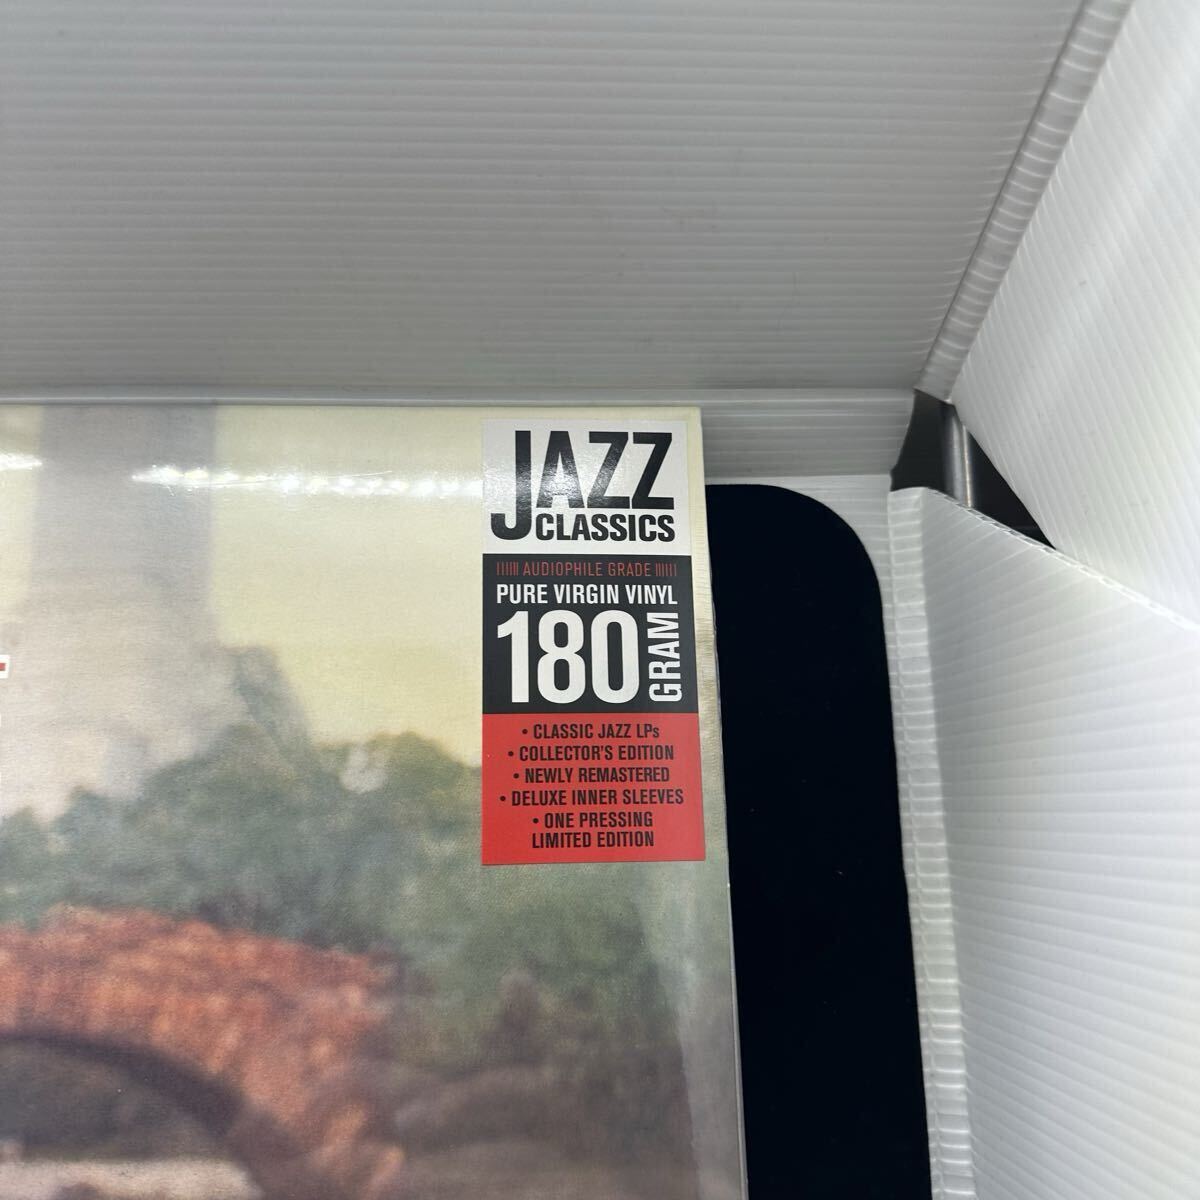 JAZZ
CLASSICS
AUDIOPHILE GRADE
PURE VIRGIN VINYL
180 GRAM
• CLASSIC JAZZ LPs
• COLLECTOR'S EDITION
• NEWLY REMASTERED
• DELUXE INNER SLEEVES
• ONE PRESSING
LIMITED EDITION